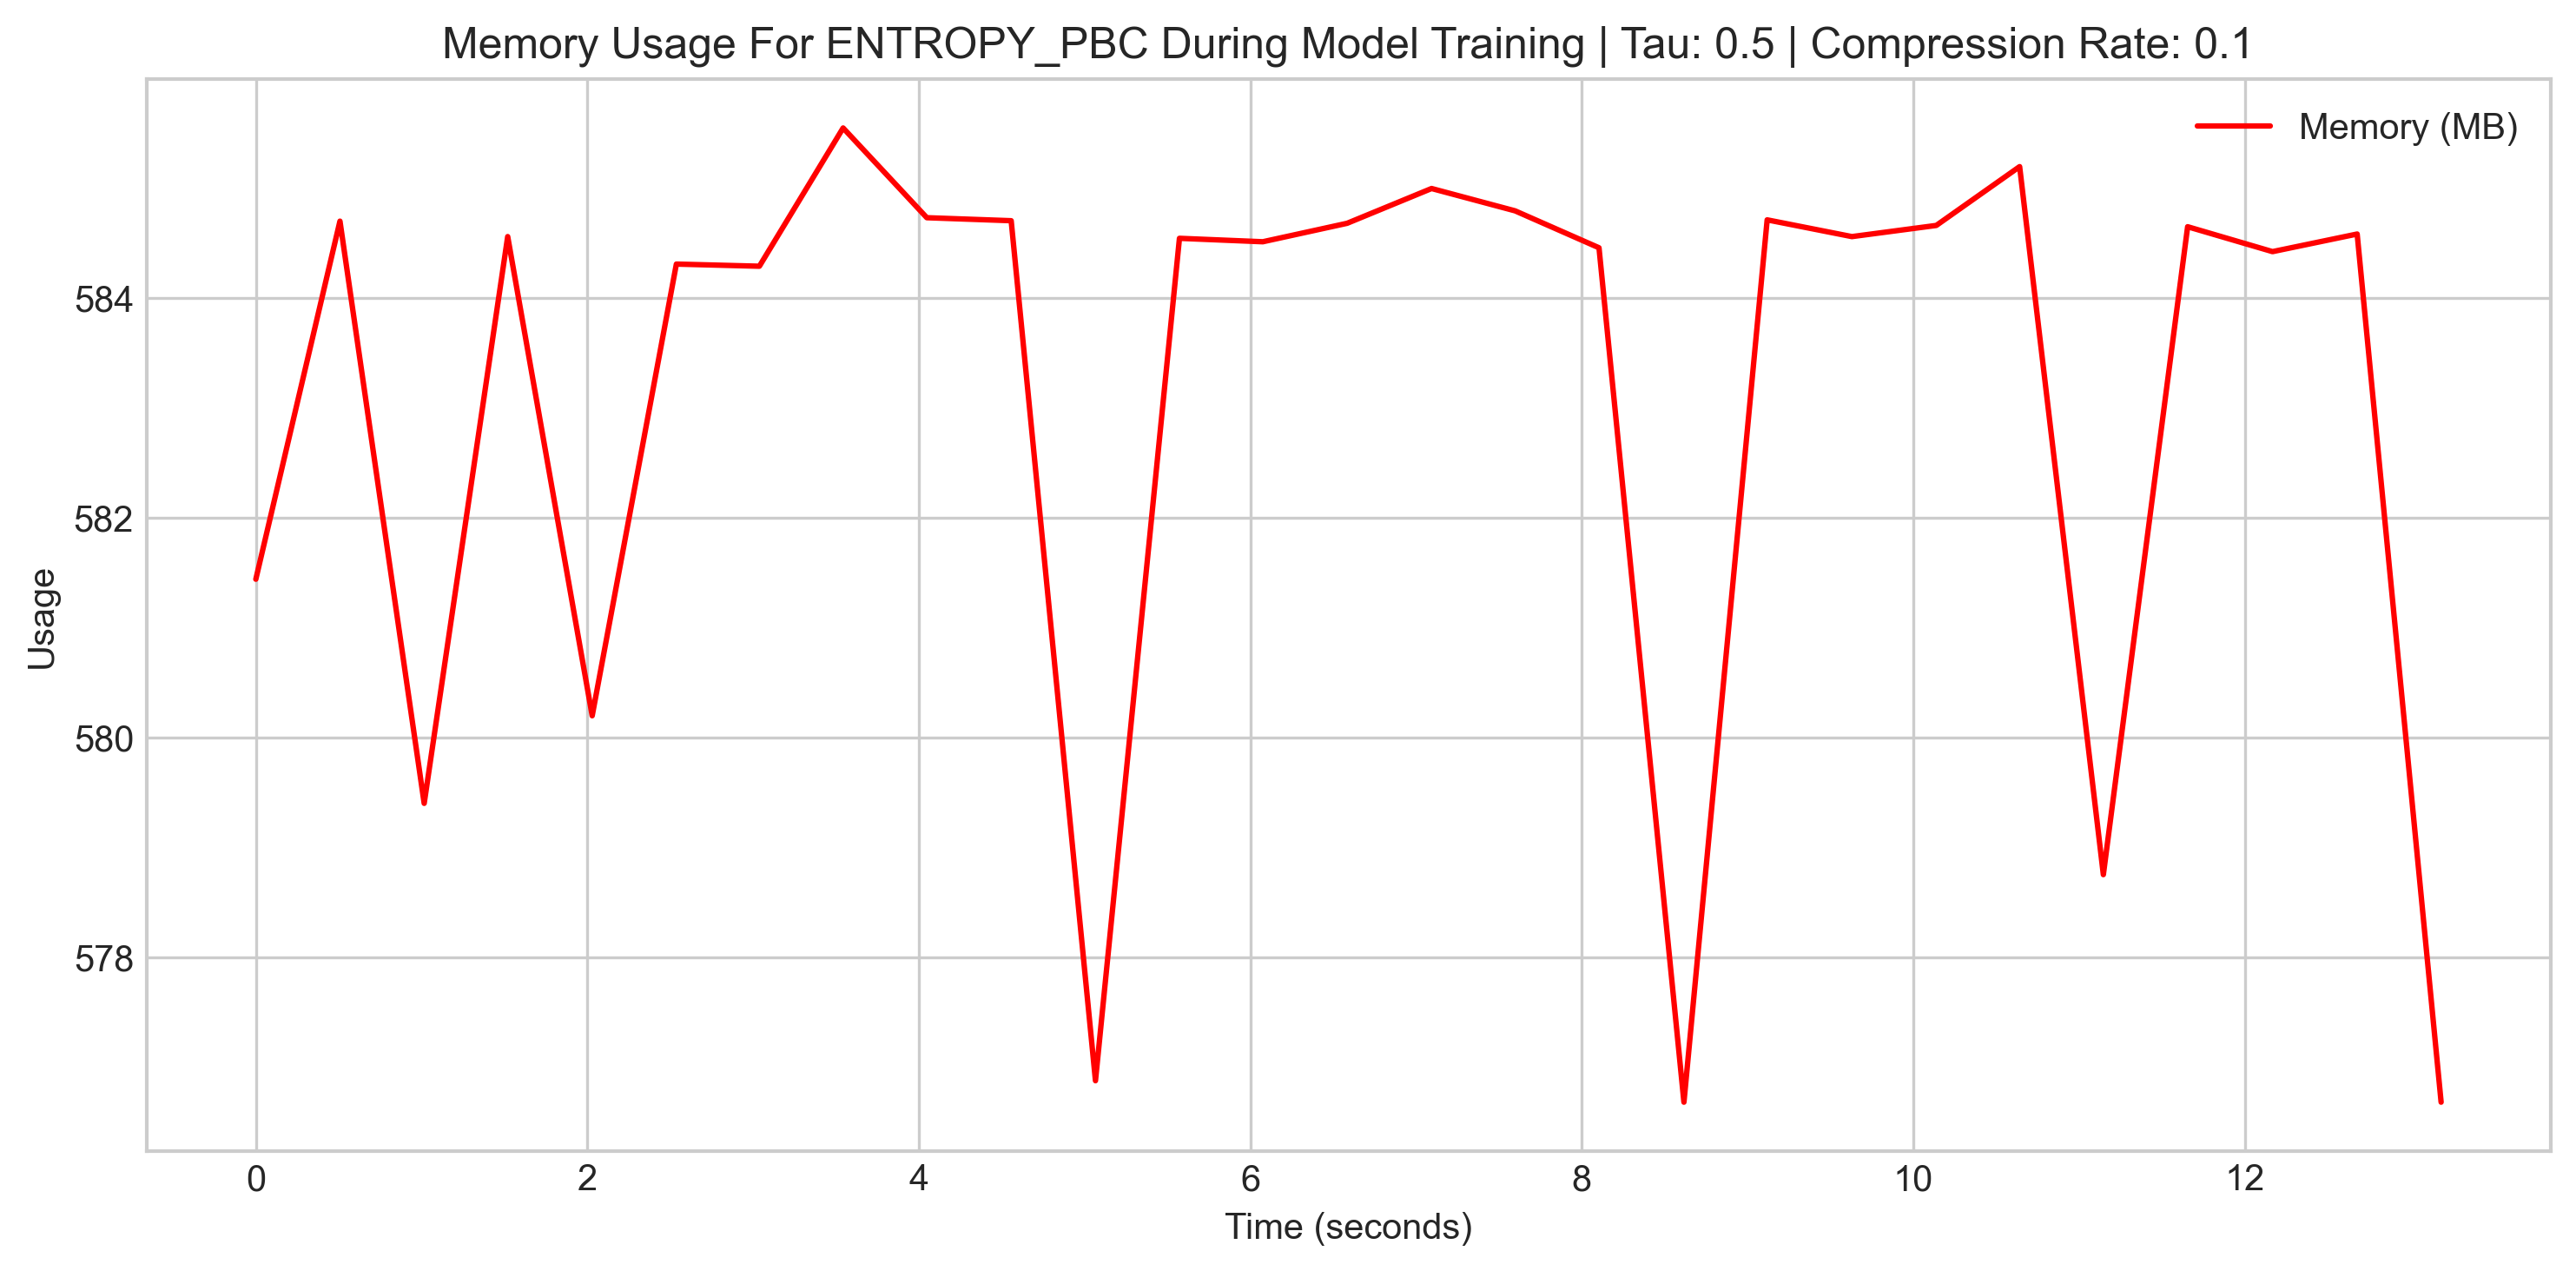 Memory Usage For ENTROPY_PBC During Model Training | Tau: 0.5 | Compression Rate: 0.1
Memory (MB)
584
582
580
578
Usage
0 2 4 6 8 10 12
Time (seconds)